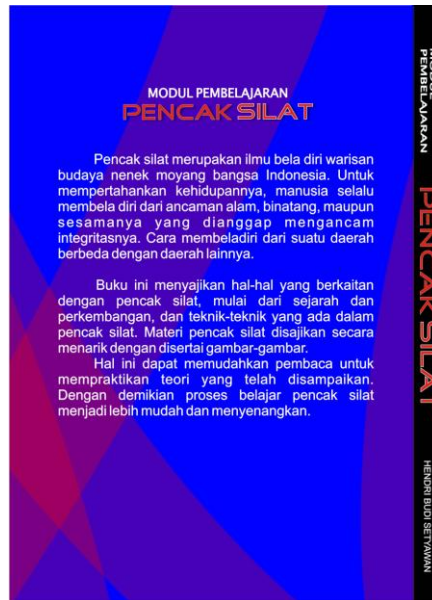 MODUL PEMBELAJARAN
PENCAK SILAT
Pencak silat merupakan ilmu bela diri warisan
budaya nenek moyang bangsa Indonesia. Untuk
mempertahankan kehidupannya, manusia selalu
membela diri dari ancaman alam, binatang, maupun
sesamanya yang dianggap mengancam
integritasnya. Cara membeladiri dari suatu daerah
berbeda dengan daerah lainnya.
Buku ini menyajikan hal-hal yang berkaitan
dengan pencak silat, mulai dari sejarah dan
perkembangan, dan teknik-teknik yang ada dalam
pencak silat. Materi pencak silat disajikan secara
menarik dengan disertai gambar-gambar.
Hal ini dapat memudahkan pembaca untuk
mempraktikan teori yang telah disampaikan.
Dengan demikian proses belajar pencak silat
menjadi lebih mudah dan menyenangkan.
PEMBELAJARAN
PENCAK SILAT
HENDRI BUDI SETYAWAN